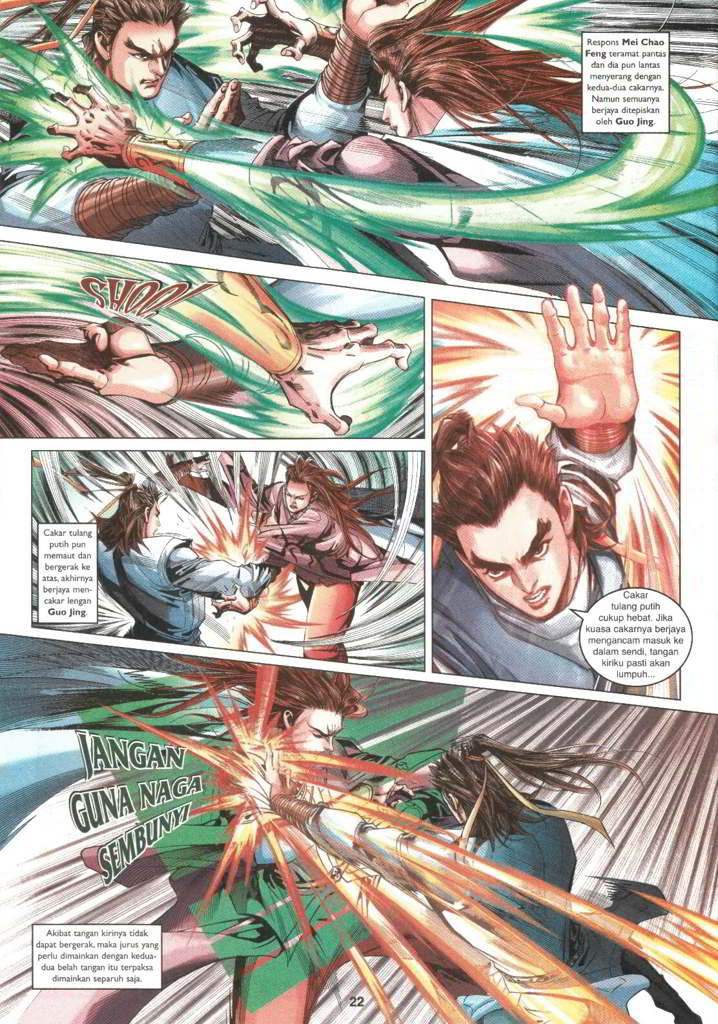 Respons Mei Chao
Feng teramat pantas
dan dia pun lantas
menyerang dengan
kedua-dua cakarnya.
Namun semuanya
berjaya ditepiskan
oleh Guo Jing.
SHOO!
Cakar tulang
putih pun
memaut dan
bergerak ke
atas, akhirnya
berjaya men-
cakar lengan
Guo Jing.
Cakar
tulang putih
cukup hebat. Jika
kuasa cakarnya berjaya
mengancam masuk ke
dalam sendi, tangan
kiriku pasti akan
lumpuh...
JANGAN
GUNA NAGA
SEMBUNYI
Akibat tangan kirinya tidak
dapat bergerak, maka jurus yang
perlu dimainkan dengan kedua-
dua belah tangan itu terpaksa
dimainkan separuh saja.
22